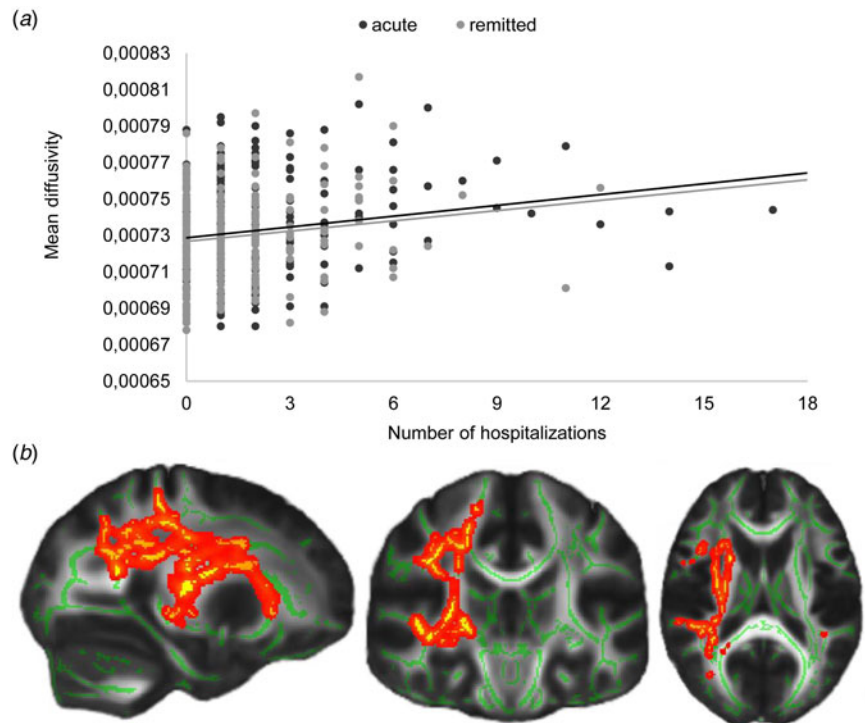 (a)
acute remitted
0,00083
0,00081
0,00079
0,00077
0,00075
0,00073
0,00071
0,00069
0,00067
0,00065
Mean diffusivity
0 3 6 9 12 15 18
Number of hospitalizations
(b)